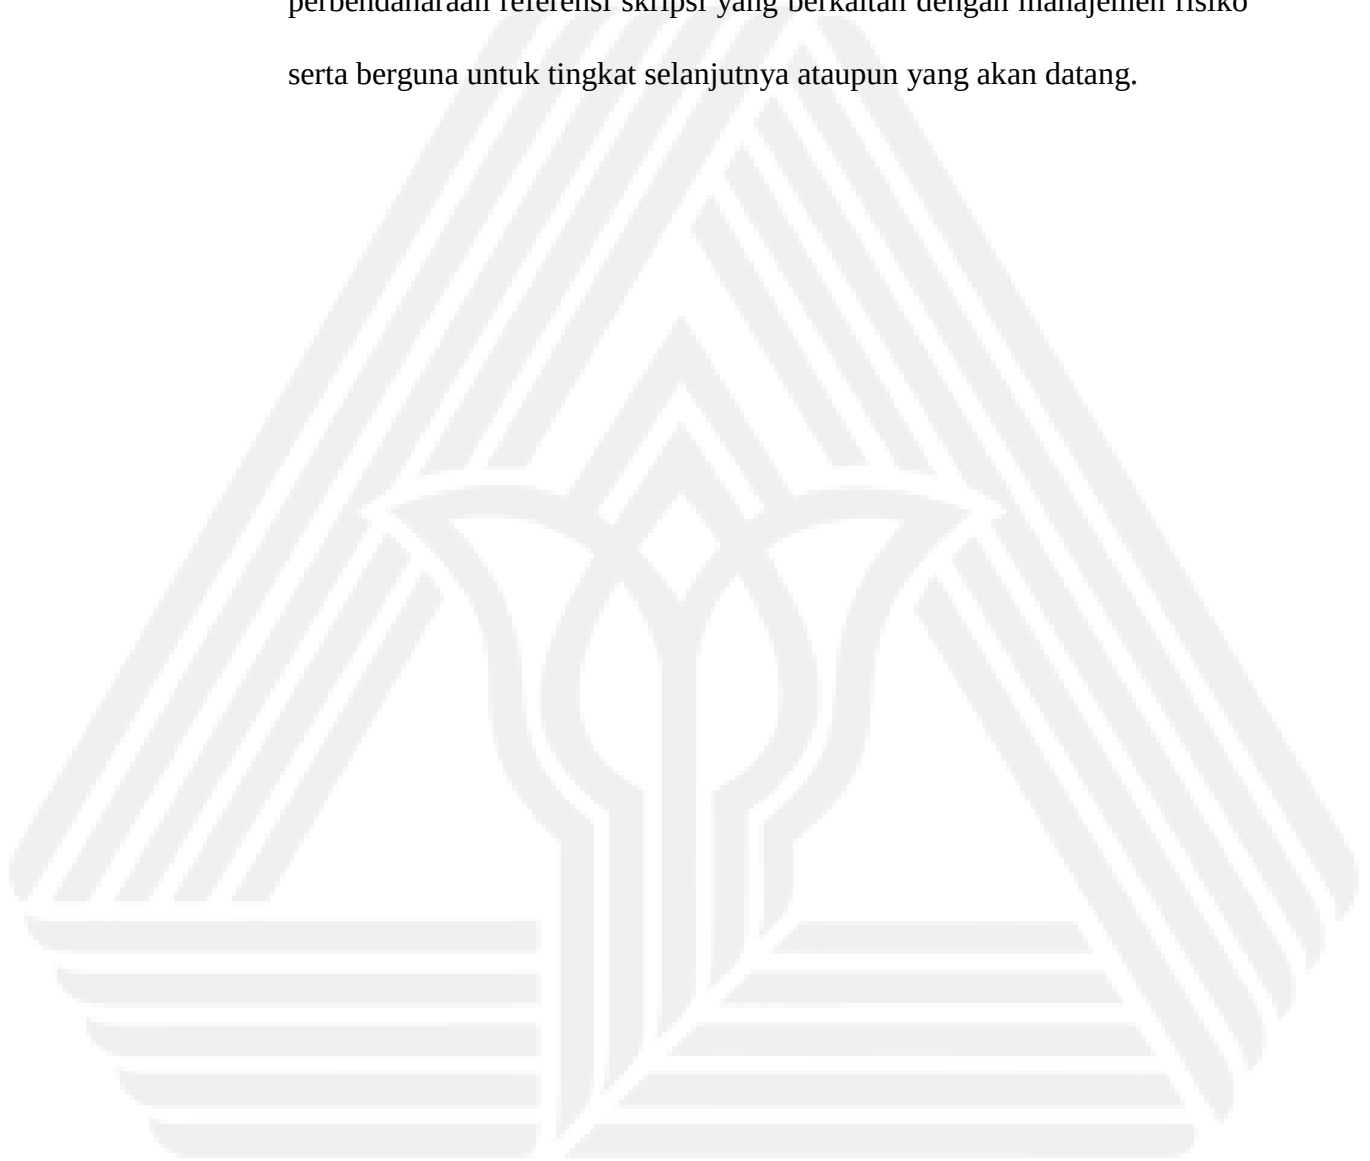 perbendaharaan referensi skripsi yang berkaitan dengan manajemen risiko
serta berguna untuk tingkat selanjutnya ataupun yang akan datang.